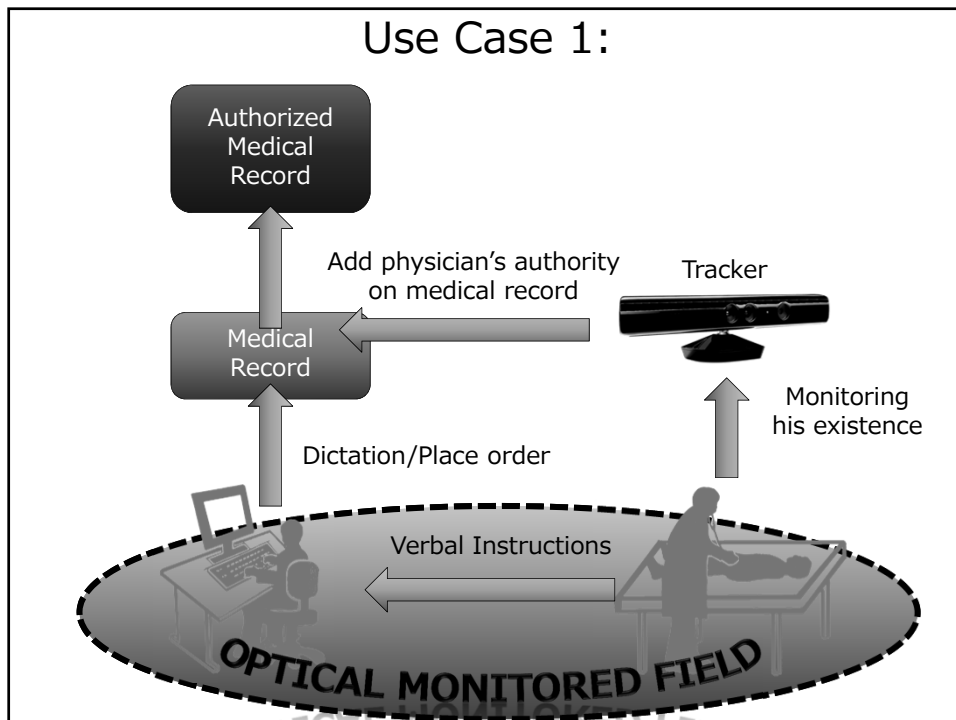 Use Case 1:
Authorized
Medical
Record
Add physician's authority
on medical record
Tracker
Medical
Record
Monitoring
his existence
Dictation/Place order
Verbal Instructions
OPTICAL MONITORED FIELD